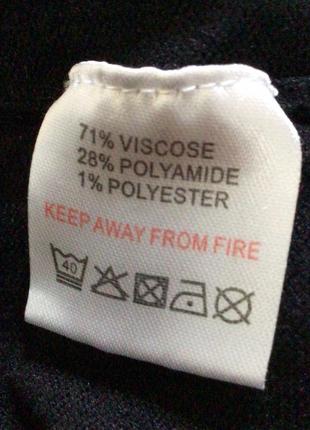 71% VISCOSE
28% POLYAMIDE
1% POLYESTER
KEEP AWAY FROM FIRE
40